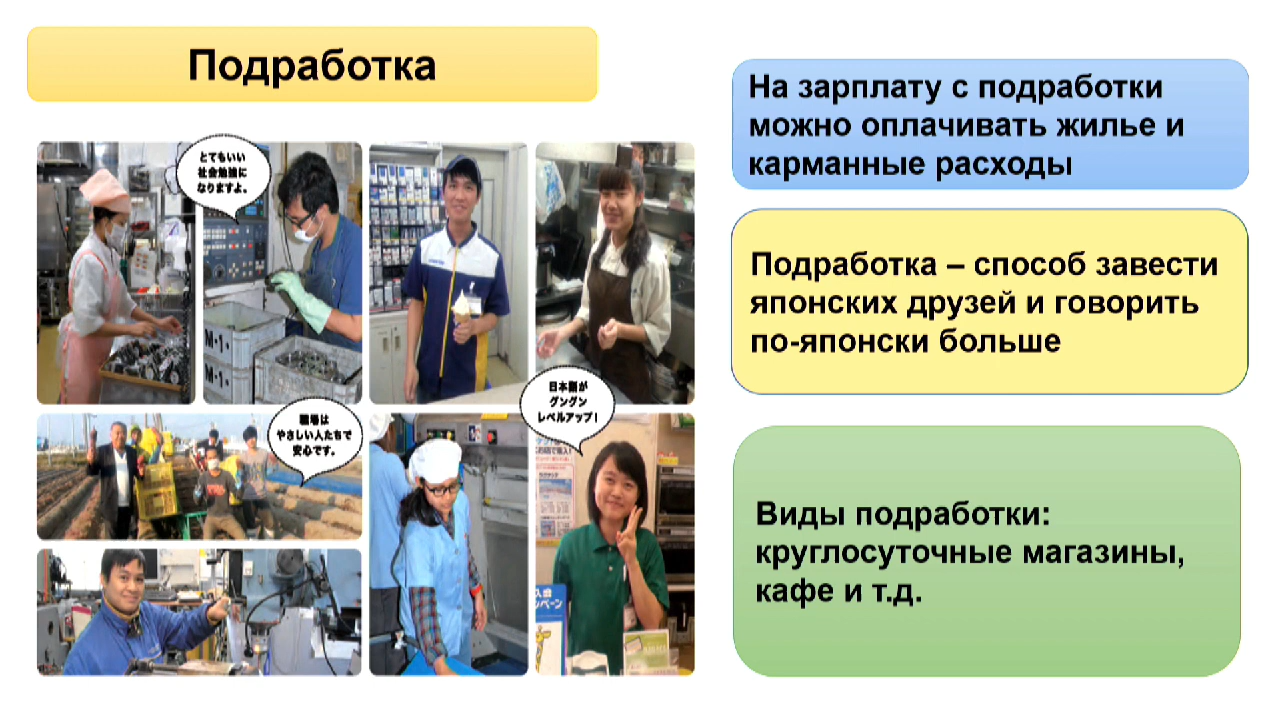 Подработка
На зарплату с подработки
можно оплачивать жилье и
карманные расходы
Подработка – способ завести
японских друзей и говорить
по-японски больше
Виды подработки:
круглосуточные магазины,
кафе и т.д.
とてもいい
社会勉強に
なりますよ。
職場は
やさしい人たちで
安心です。
日本語が
グングン
レベルアップ!
M-1
M-1